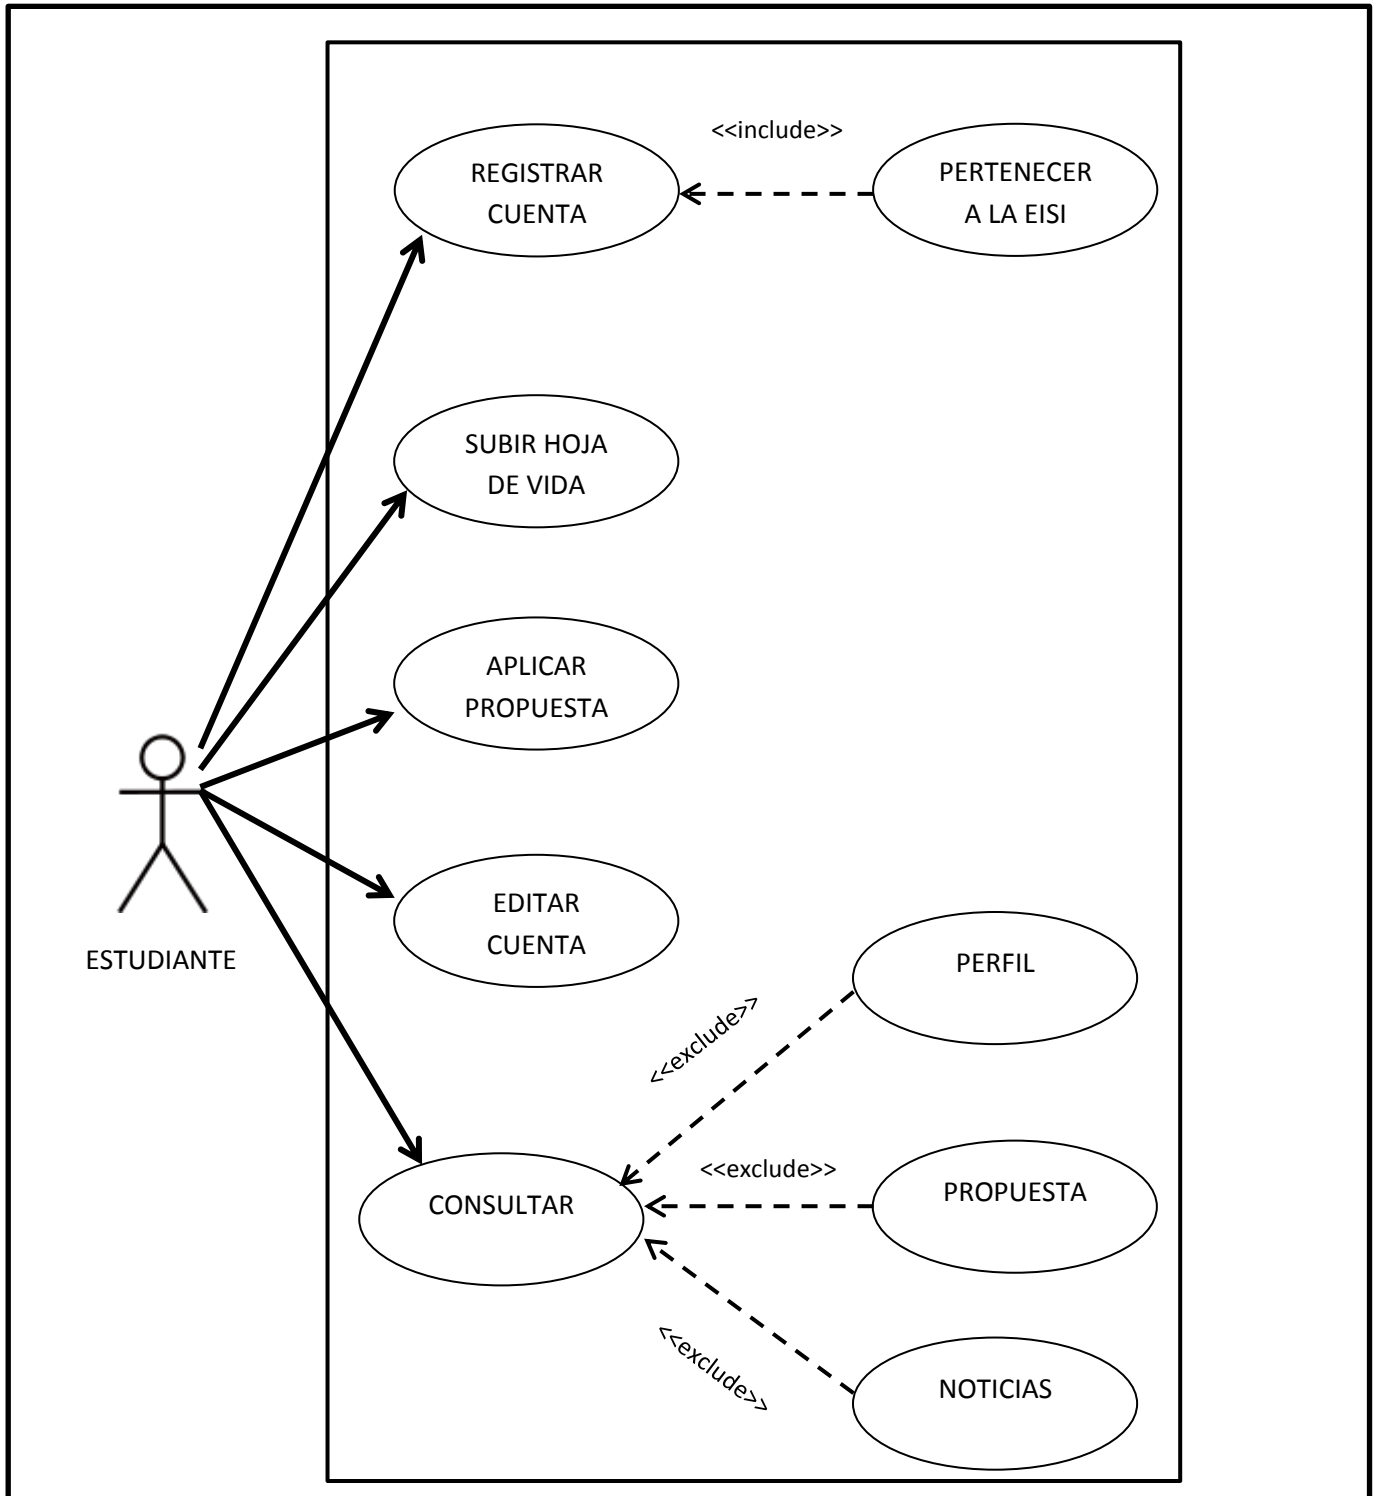 <<include>>
REGISTRAR
CUENTA
PERTENECER
A LA EISI
SUBIR HOJA
DE VIDA
APLICAR
PROPUESTA
EDITAR
CUENTA
ESTUDIANTE
PERFIL
<<exclude>>
<<exclude>>
CONSULTAR
PROPUESTA
<<exclude>>
NOTICIAS